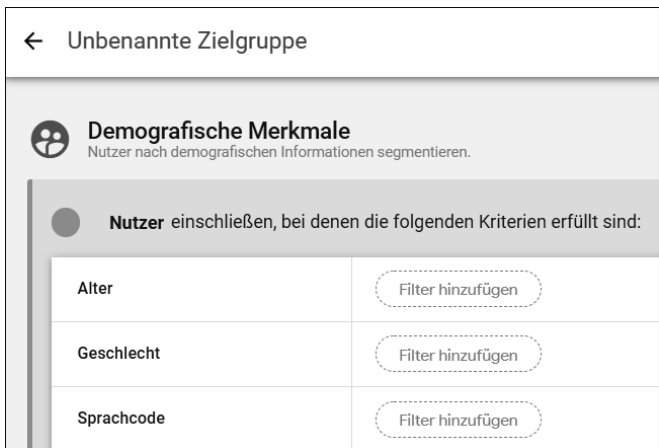 Unbenannte Zielgruppe
Demografische Merkmale
Nutzer nach demografischen Informationen segmentieren.
Nutzer einschließen, bei denen die folgenden Kriterien erfüllt sind:
Alter Filter hinzufügen
Geschlecht Filter hinzufügen
Sprachcode Filter hinzufügen